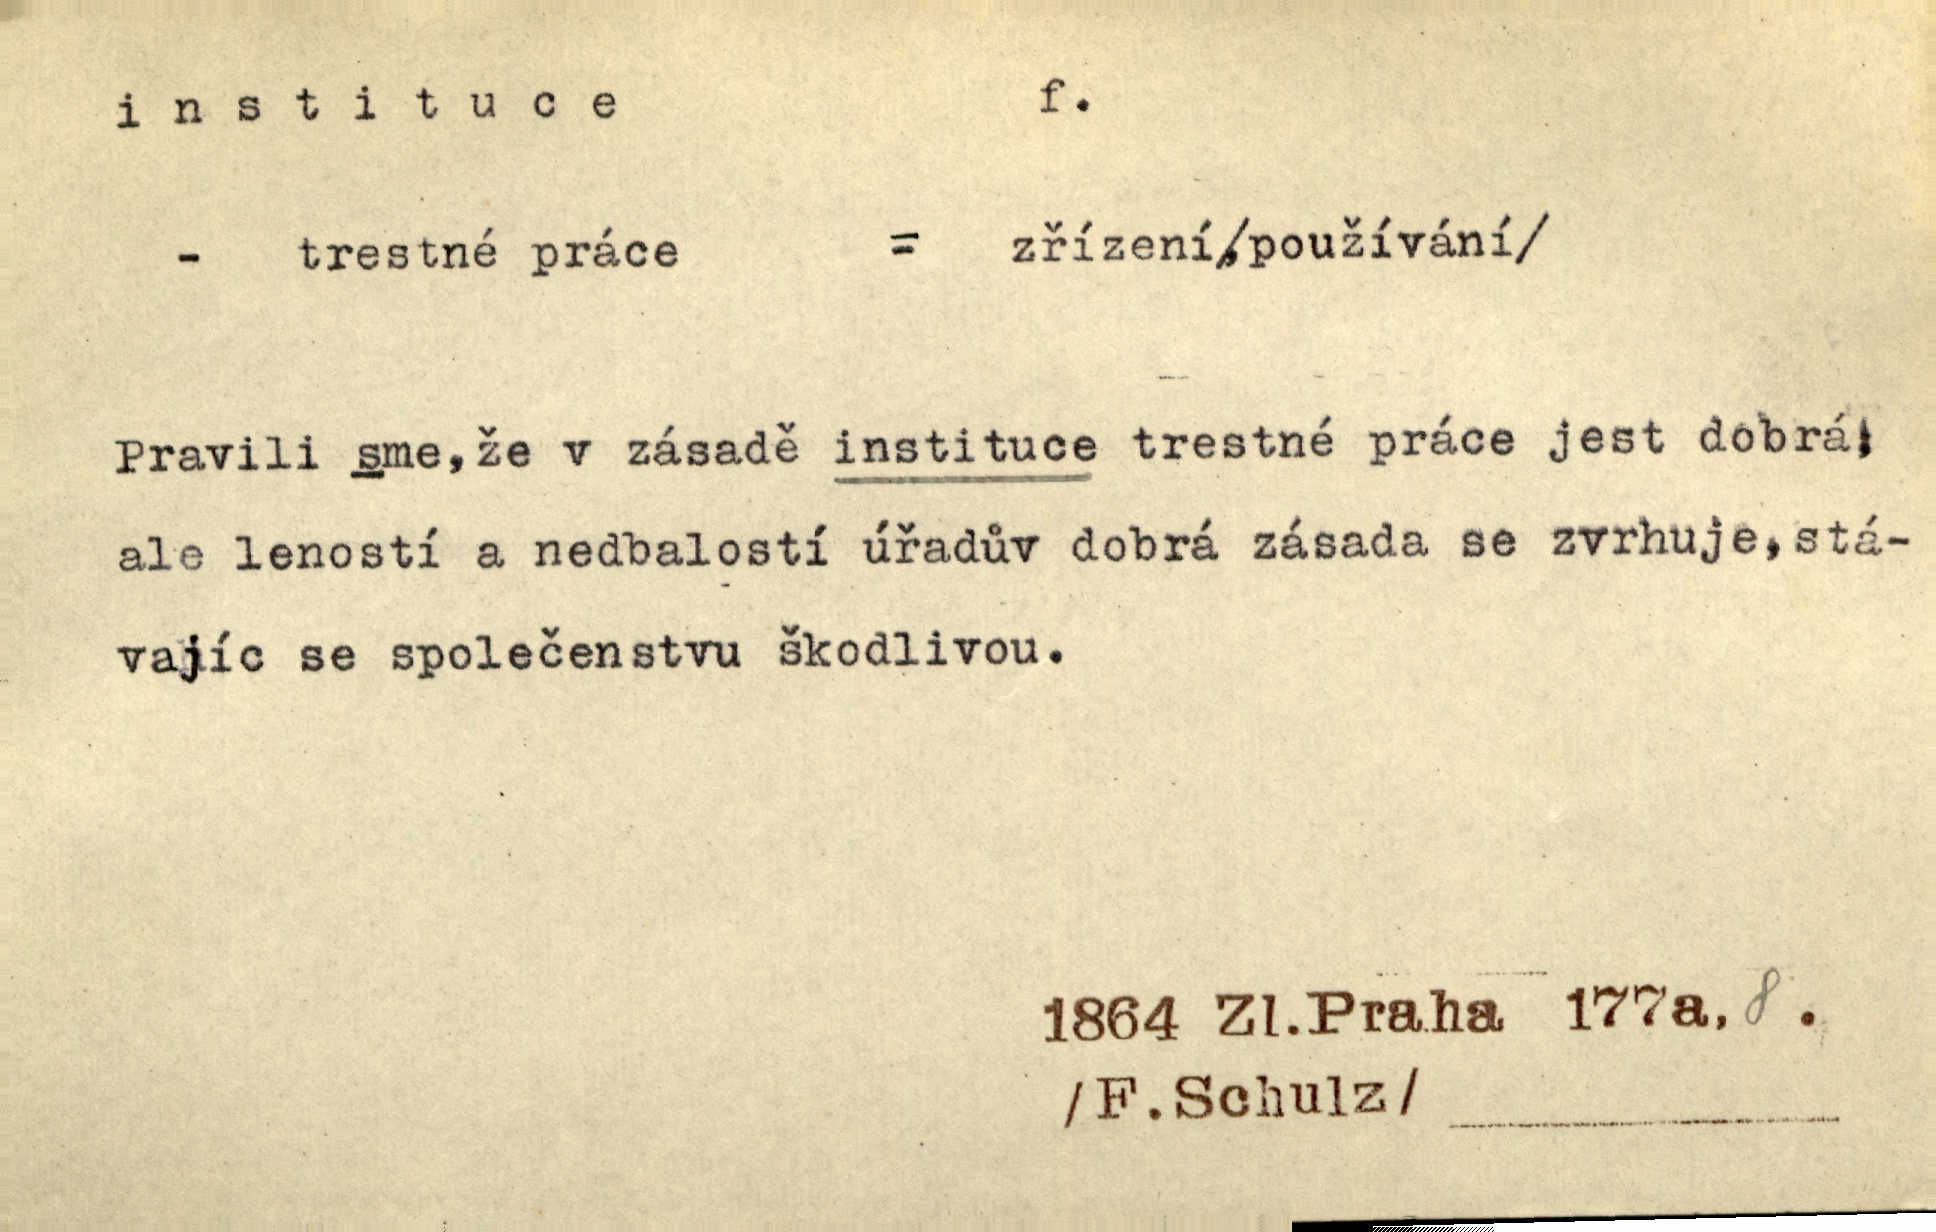 instituce f.
- trestné práce = zřízení,/používání/
Pravili sme,že v zásadě instituce trestné práce jest dobrá;
ale leností a nedbalostí úřadův dobrá zásada se zvrhuje,stá-
vajíc se společenstvu škodlivou.
1864 Zl.Praha 177a,8.
/F.Schulz/